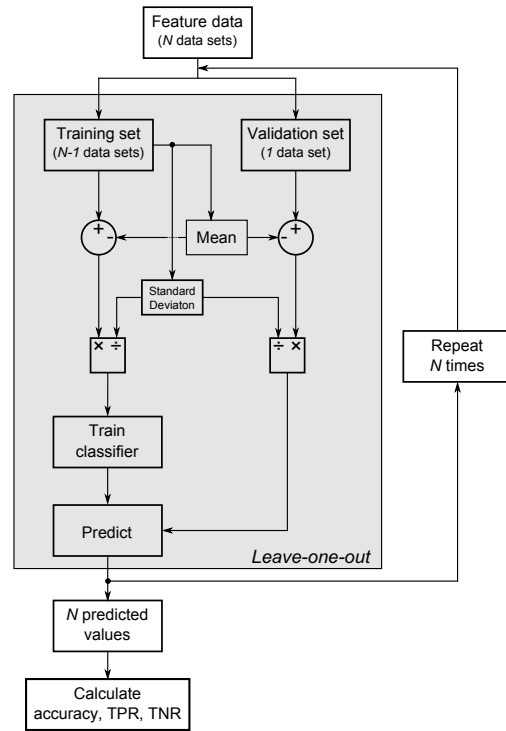 Feature data
(N data sets)
Training set
(N-1 data sets)
Validation set
(1 data set)
+
-
Mean
-
+
Standard
Deviaton
× ÷
÷ ×
Repeat
N times
Train
classifier
Predict
Leave-one-out
N predicted
values
Calculate
accuracy, TPR, TNR